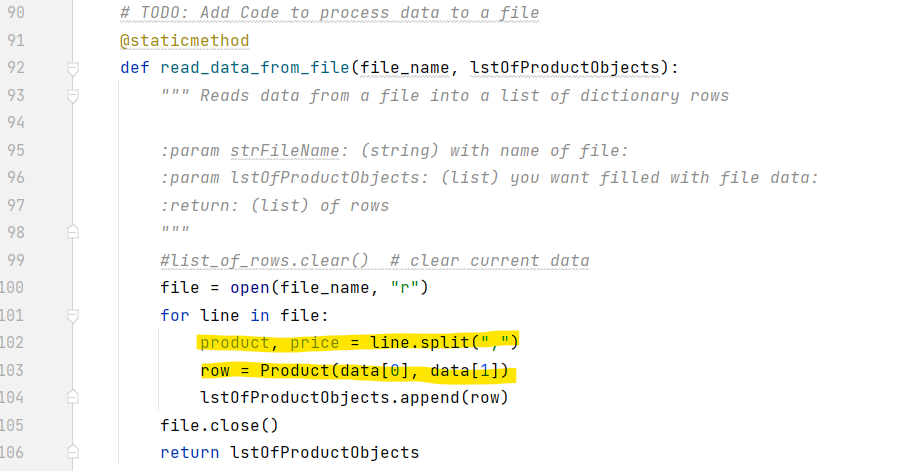 90 # TODO: Add Code to process data to a file
91 @staticmethod
92 def read_data_from_file(file_name, lstOfProductObjects):
93 """ Reads data from a file into a list of dictionary rows
94
95 :param strFileName: (string) with name of file:
96 :param lstOfProductObjects: (list) you want filled with file data:
97 :return: (list) of rows
98 """
99 #list_of_rows.clear()  # clear current data
100 file = open(file_name, "r")
101 for line in file:
102 product, price = line.split(",")
103 row = Product(data[0], data[1])
104 lstOfProductObjects.append(row)
105 file.close()
106 return lstOfProductObjects